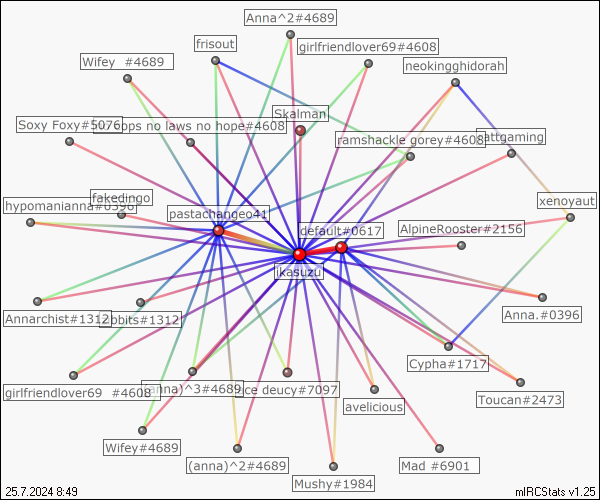 Anna^2#4689
frisout
girlfriendlover69#4608
Wifey #4689
neokingghidorah
Skalman
Soxy Foxy#5076
ops no laws no hope#4608
ramshackle gorey#4608
attgaming
fakedingo
xenoyaut
hypomanianna#0396
pastachangeo41
default#0617
AlpineRooster#2156
ikasuzu
Annarchist#1312
bbits#1312
Anna.#0396
Cypha#1717
girlfriendlover69 #4608
(anna)^3#4689
ice deucy#7097
Toucan#2473
avelicious
Wifey#4689
(anna)^2#4689
Mad #6901
Mushy#1984
25.7.2024 8:49
mIRCStats v1.25